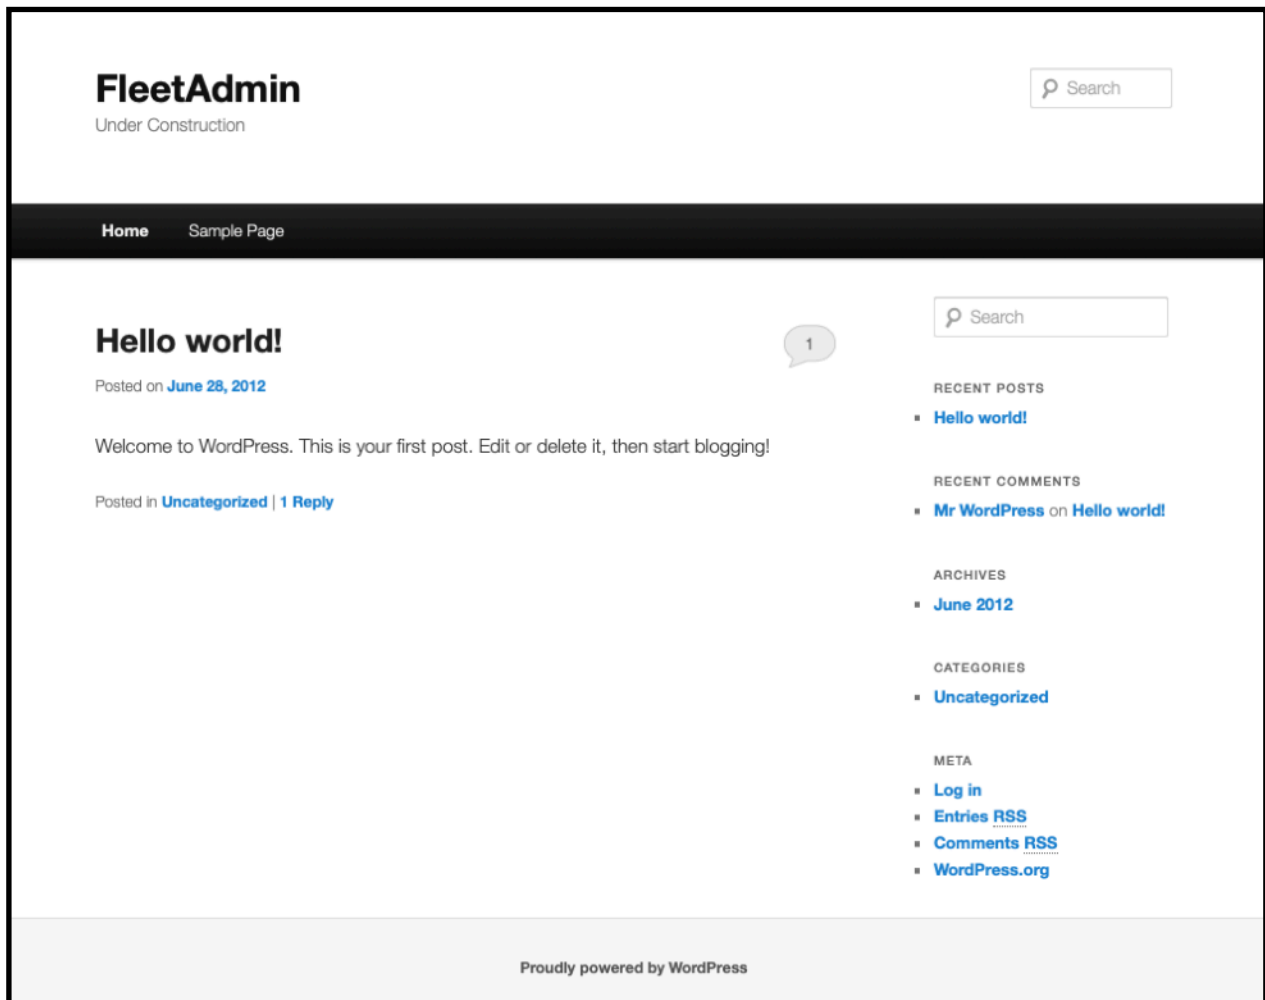 FleetAdmin
Under Construction
Search
Home Sample Page
Hello world!
1
Posted on June 28, 2012
Welcome to WordPress. This is your first post. Edit or delete it, then start blogging!
Posted in Uncategorized | 1 Reply
Search
RECENT POSTS
Hello world!
RECENT COMMENTS
Mr WordPress on Hello world!
ARCHIVES
June 2012
CATEGORIES
Uncategorized
META
Log in
Entries RSS
Comments RSS
WordPress.org
Proudly powered by WordPress